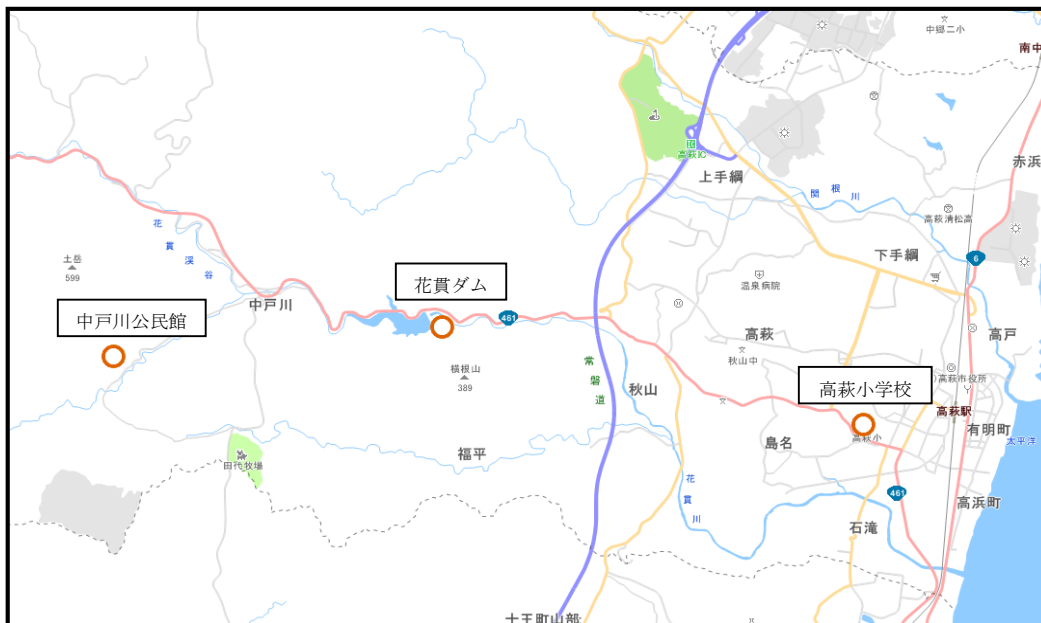 中郷二小
南中
高萩IC
上手綱
赤浜
関根川
高萩清松高
花貫渓谷
土岳
599
下手綱
6
温泉病院
花貫ダム
中戸川
中戸川公民館
461
高萩
高戸
横根山
389
常磐道
秋山中
高萩市役所
秋山
高萩小学校
高萩駅
有明町
島名
高萩小
太平洋
福平
田代牧場
花貫川
461
高浜町
石滝
十王町山部